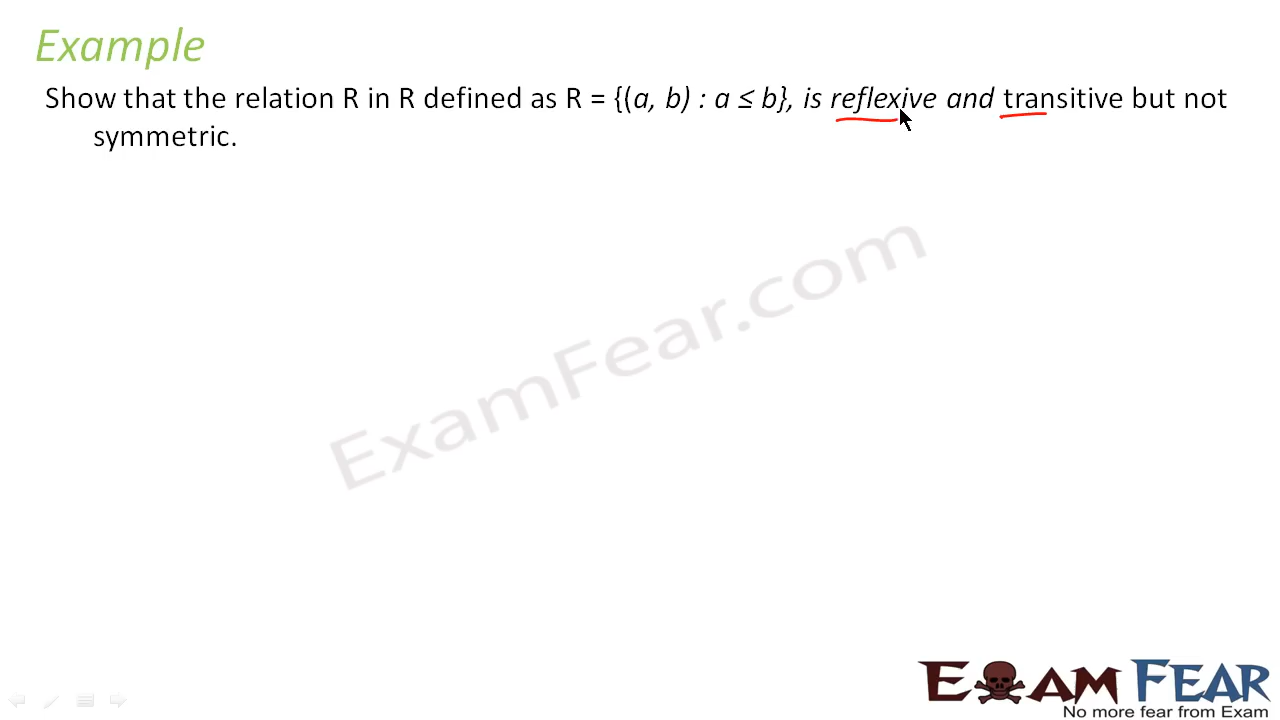 Example
Show that the relation R in R defined as R = {(a, b) : a ≤ b}, is reflexive and transitive but not
symmetric.
ExamFear.com
EXAM FEAR
No more fear from Exam